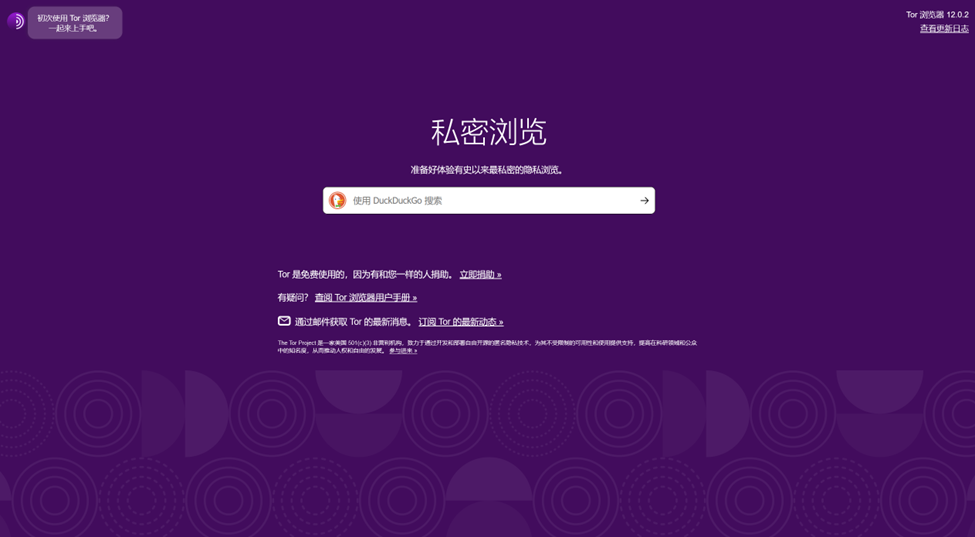 初次使用 Tor 浏览器?
一起来上手吧。
Tor 浏览器 12.0.2
查看更新日志
私密浏览
准备好体验有史以来最私密的隐私浏览。
使用 DuckDuckGo 搜索
Tor 是免费使用的，因为有和您一样的人捐助。 立即捐助 »
有疑问？ 查阅 Tor 浏览器用户手册 »
通过邮件获取 Tor 的最新消息。 订阅 Tor 的最新动态 »
The Tor Project 是一家美国 501(c)(3) 非营利机构，致力于通过开发和部署自由开源的匿名隐私技术，为其不受限制的可用性和使用提供支持，提高在科研领域和公众
中的知名度，从而推动人权和自由的发展。 参与进来 »